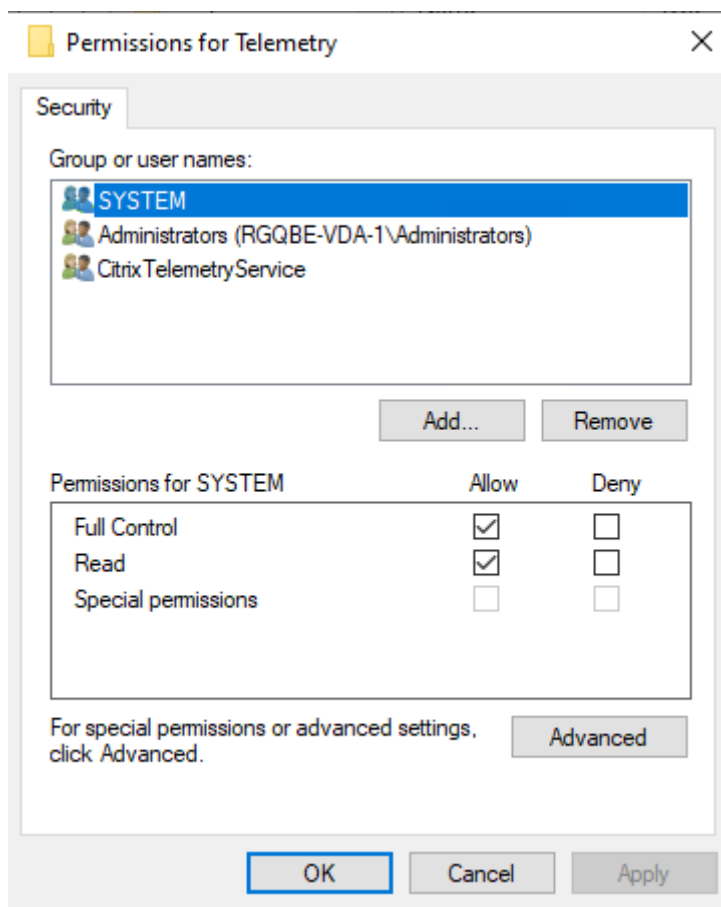 Permissions for Telemetry
Security
Group or user names:
SYSTEM
Administrators (RGQBE-VDA-1\Administrators)
CitrixTelemetryService
Add... Remove
Permissions for SYSTEM Allow Deny
Full Control
Read
Special permissions
For special permissions or advanced settings, Advanced
click Advanced.
OK Cancel Apply